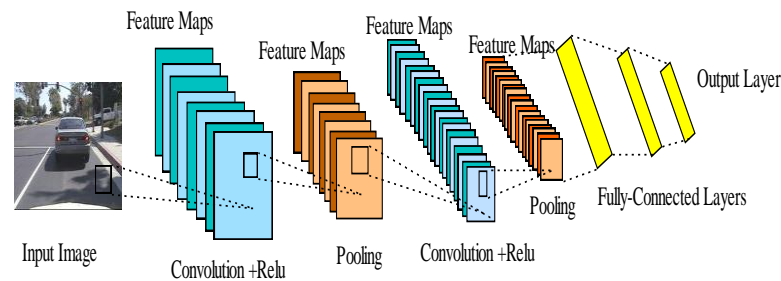 Feature Maps
Feature Maps
Feature Maps
Feature Maps
Output Layer
Input Image
Convolution +Relu
Pooling
Convolution +Relu
Pooling
Fully-Connected Layers